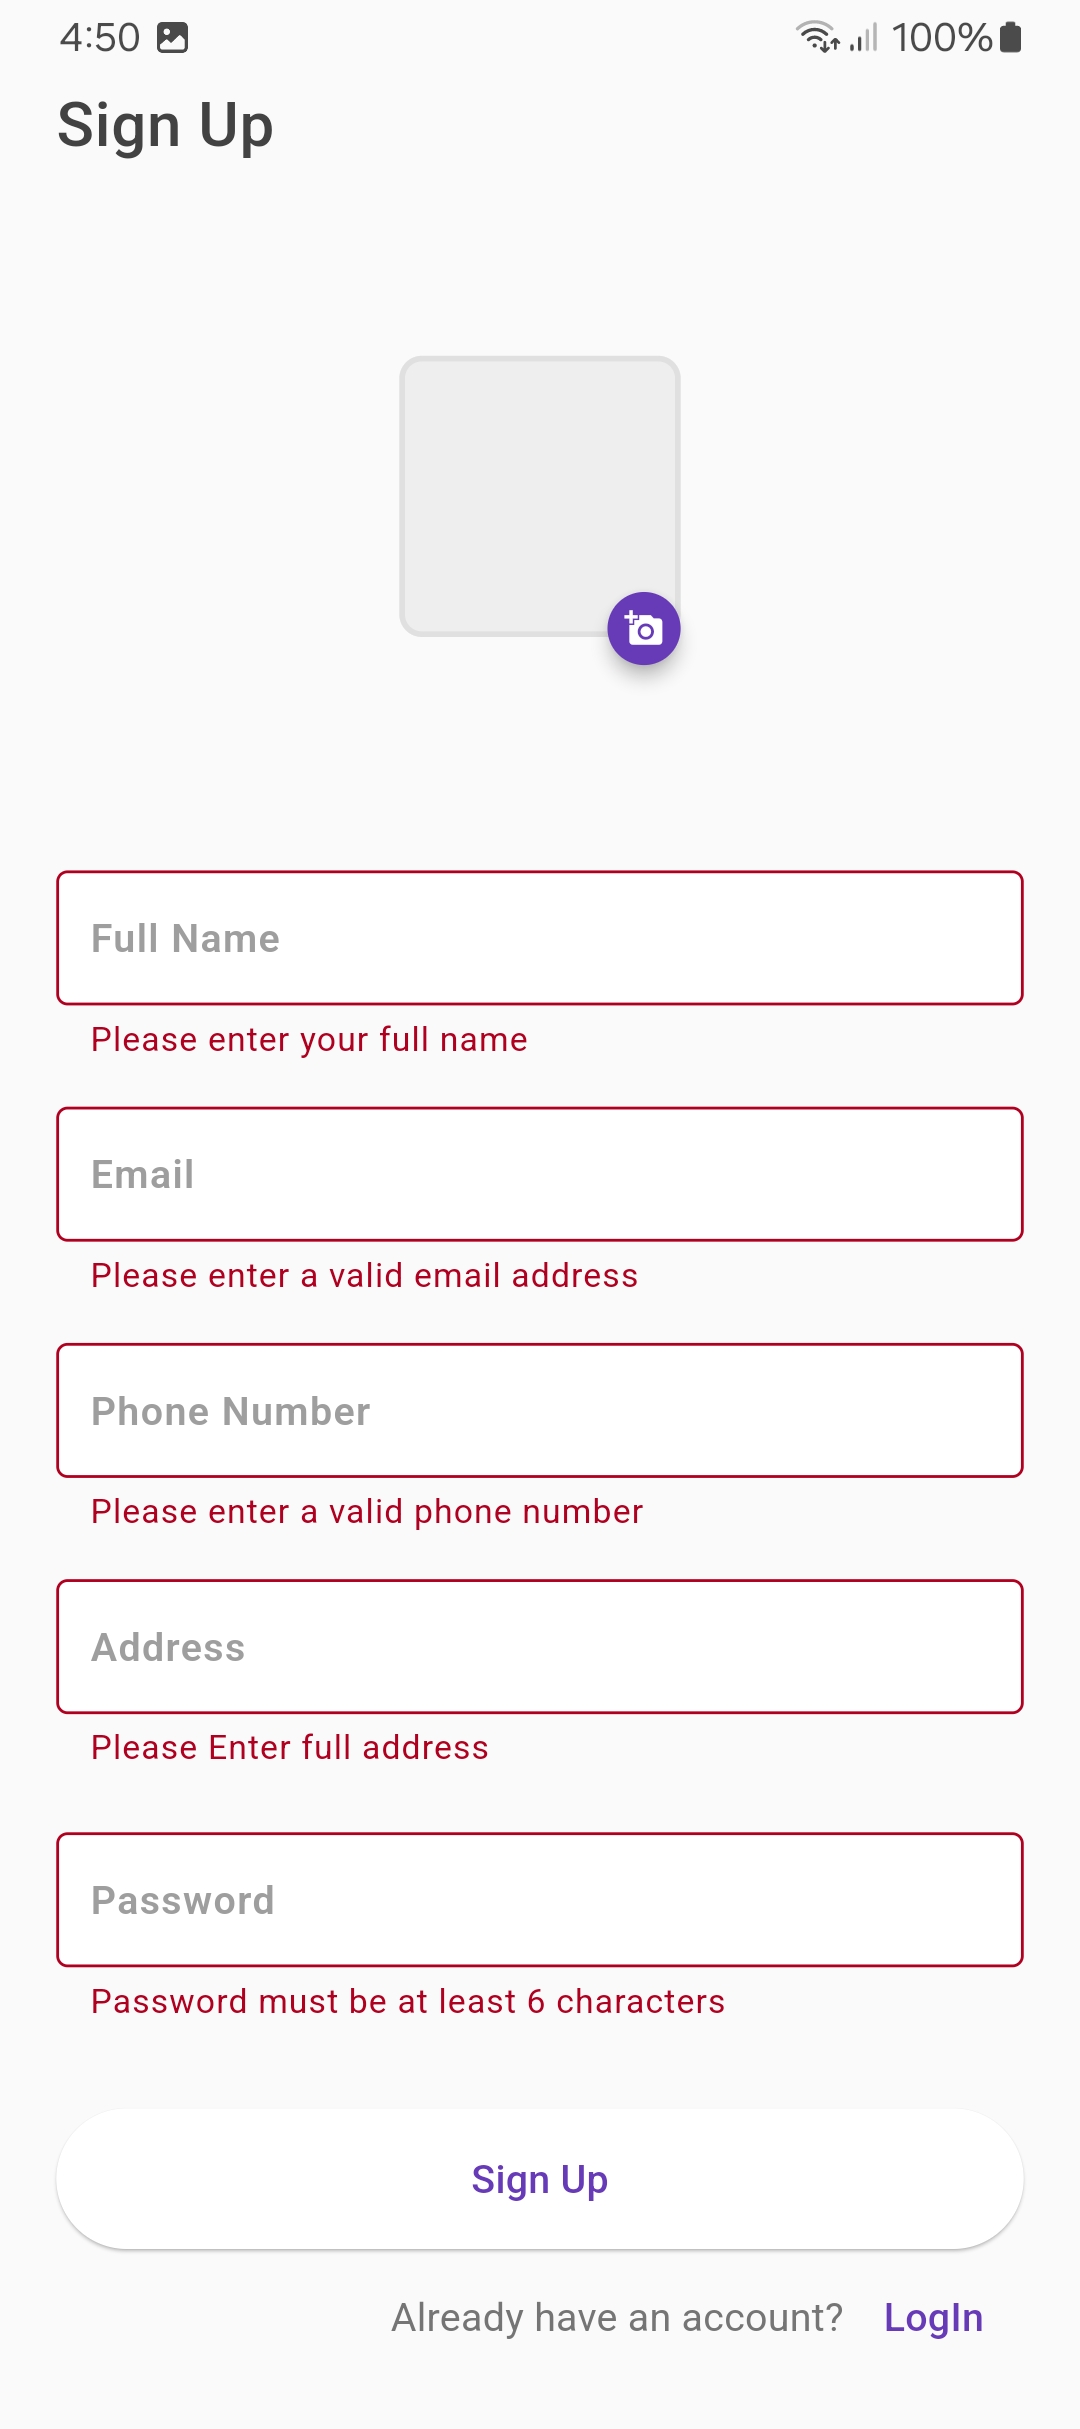 4:50 100%
Sign Up
Full Name
Please enter your full name
Email
Please enter a valid email address
Phone Number
Please enter a valid phone number
Address
Please Enter full address
Password
Password must be at least 6 characters
Sign Up
Already have an account? LogIn